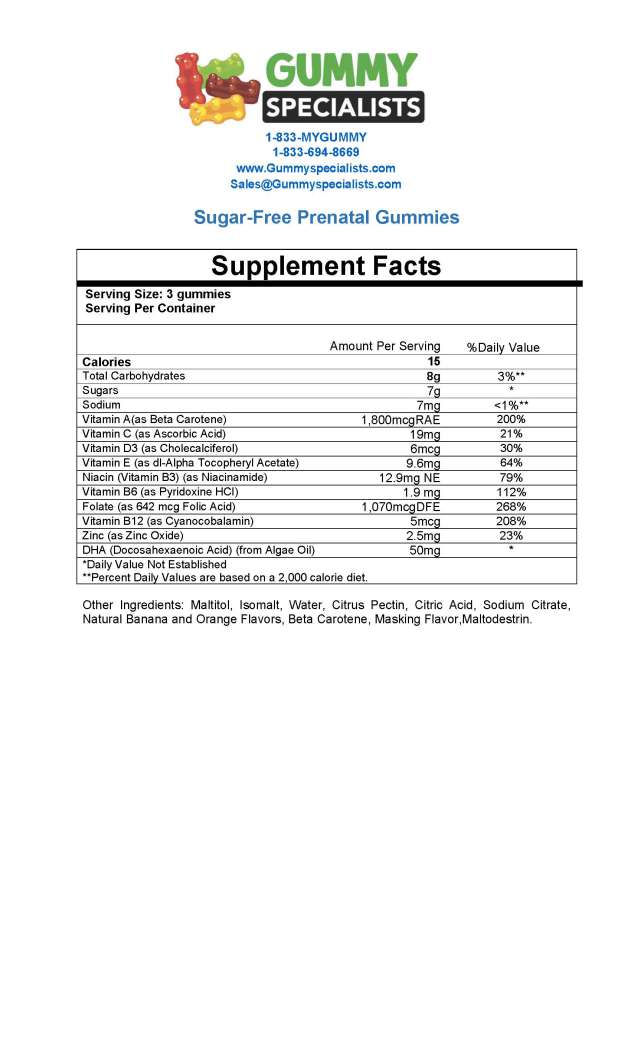 GUMMY
SPECIALISTS
1-833-MYGUMMY
1-833-694-8669
www.Gummyspecialists.com
Sales@Gummyspecialists.com
Sugar-Free Prenatal Gummies
Supplement Facts
Serving Size: 3 gummies
Serving Per Container
Amount Per Serving %Daily Value
Calories 15
Total Carbohydrates 8g 3%**
Sugars 7g *
Sodium 7mg <1%**
Vitamin A(as Beta Carotene) 1,800mcgRAE 200%
Vitamin C (as Ascorbic Acid) 19mg 21%
Vitamin D3 (as Cholecalciferol) 6mcg 30%
Vitamin E (as dl-Alpha Tocopheryl Acetate) 9.6mg 64%
Niacin (Vitamin B3) (as Niacinamide) 12.9mg NE 79%
Vitamin B6 (as Pyridoxine HCl) 1.9 mg 112%
Folate (as 642 mcg Folic Acid) 1,070mcgDFE 268%
Vitamin B12 (as Cyanocobalamin) 5mcg 208%
Zinc (as Zinc Oxide) 2.5mg 23%
DHA (Docosahexaenoic Acid) (from Algae Oil) 50mg *
*Daily Value Not Established
**Percent Daily Values are based on a 2,000 calorie diet.
Other Ingredients: Maltitol, Isomalt, Water, Citrus Pectin, Citric Acid, Sodium Citrate,
Natural Banana and Orange Flavors, Beta Carotene, Masking Flavor,Maltodestrin.